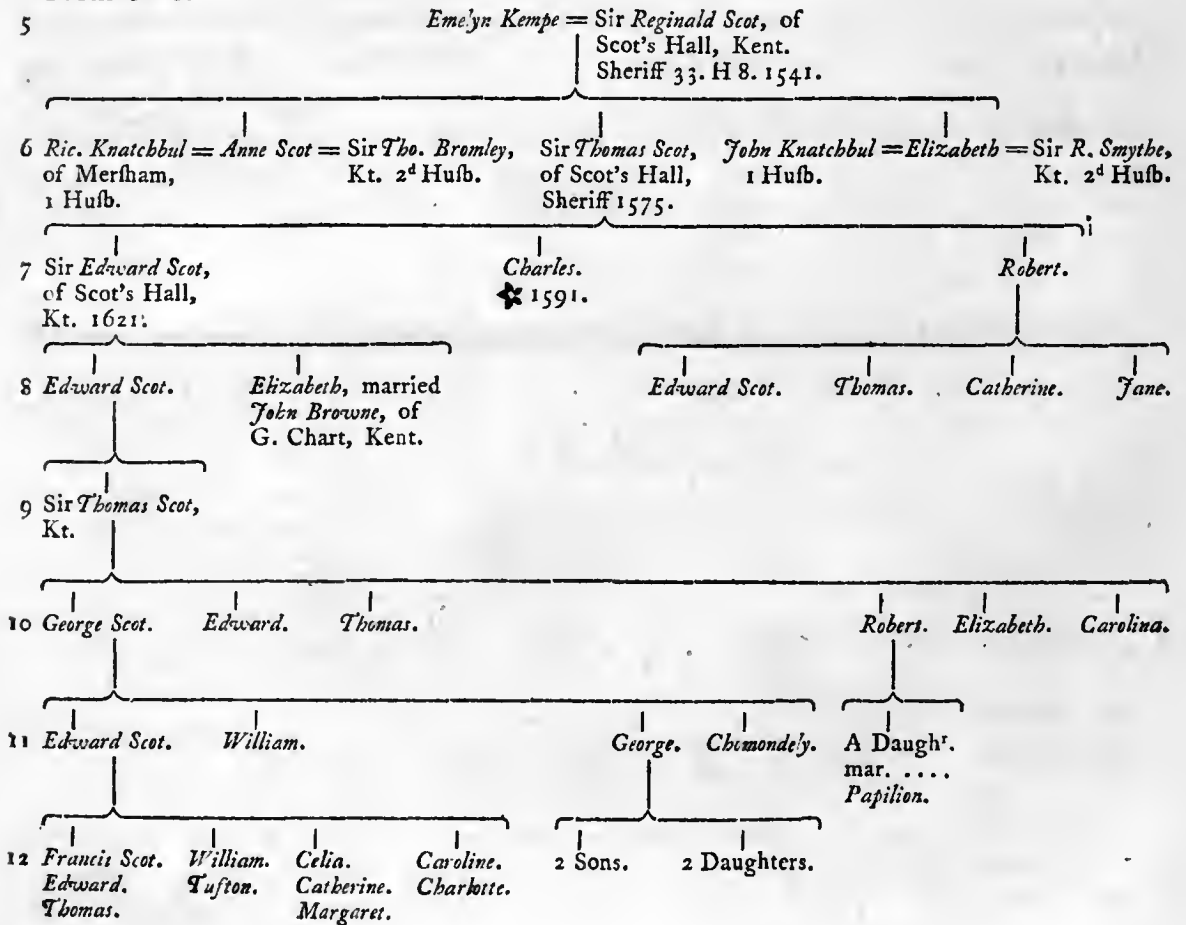 5 Emelyn Kempe = Sir Reginald Scot, of
Scot's Hall, Kent.
Sheriff 33. H 8. 1541.
6 Ric. Knatchbul = Anne Scot = Sir Tho. Bromley, Sir Thomas Scot, John Knatchbul = Elizabeth = Sir R. Smythe,
of Merſham, Kt. 2d Huſb. of Scot's Hall, 1 Huſb. Kt. 2d Huſb.
1 Huſb. Sheriff 1575.
i
7 Sir Edward Scot, Charles. Robert.
of Scot's Hall, 1591.
Kt. 1621.
8 Edward Scot. Elizabeth, married Edward Scot. Thomas. Catherine. Jane.
John Browne, of
G. Chart, Kent.
9 Sir Thomas Scot,
Kt.
10 George Scot. Edward. Thomas. Robert. Elizabeth. Carolina.
11 Edward Scot. William. George. Chomondely. A Daughr.
mar. ....
Papilion.
12 Francis Scot. William. Celia. Caroline. 2 Sons. 2 Daughters.
Edward. Tufton. Catherine. Charlotte.
Thomas. Margaret.